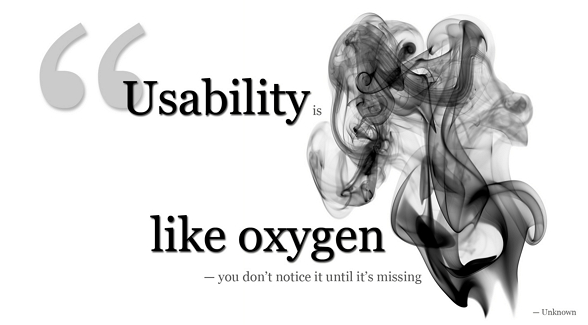 “
Usability is
like oxygen
— you don’t notice it until it’s missing
— Unknown